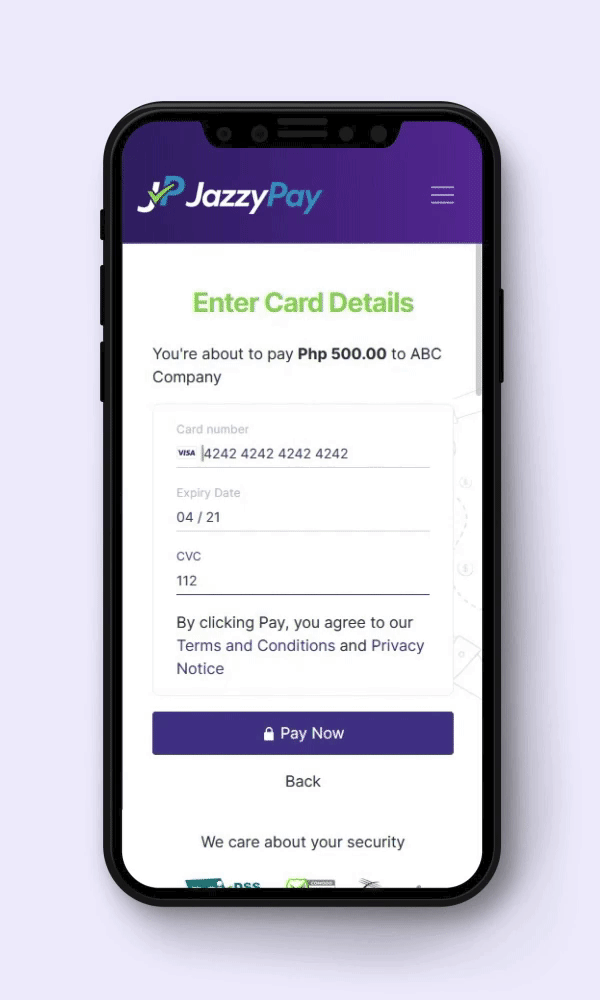 JazzyPay
Enter Card Details
You're about to pay Php 500.00 to ABC
Company
Card number
VISA 4242 4242 4242 4242
Expiry Date
04 / 21
CVC
112
By clicking Pay, you agree to our
Terms and Conditions and Privacy
Notice
Pay Now
Back
We care about your security